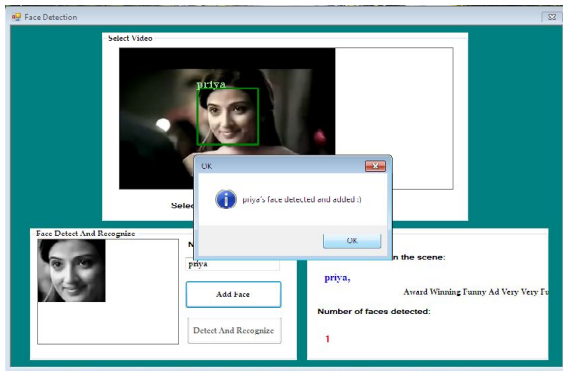 Face Detection
Select Video
priya
OK
priya's face detected and added :)
OK
Face Detect And Recognize
priya
Add Face
Detect And Recognize
n the scene:
priya,
Award Winning Funny Ad Very Very Fu
Number of faces detected:
1